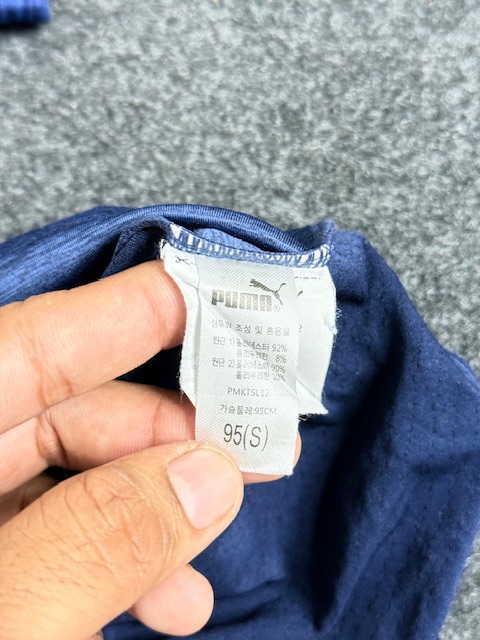 PUMA
섬유의 조성 및 혼용율
원단 1)폴리에스터 92%
폴리우레탄 8%
원단 2)폴리에스터 90%
폴리우레탄 10%
PMKTSL12
가슴둘레:95CM
95(S)